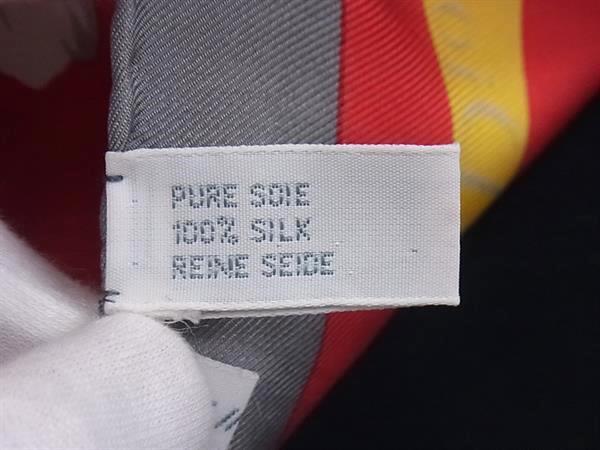 PURE SOIE
100% SILK
REINE SEIDE